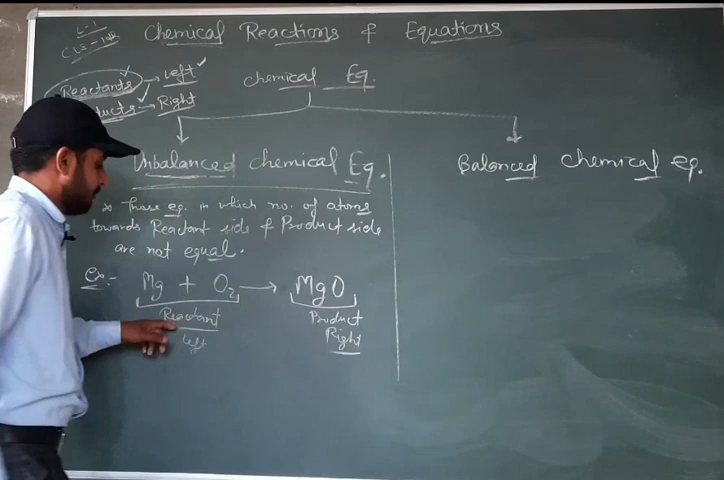 L-1
CLS-10th
Chemical Reactions & Equations
Reactants → Left
→ Right
chemical Eq.
Unbalanced chemical Eq.
Balanced chemical eq.
Those eq. in which no. of atoms
towards Reactant side & Product side
are not equal.
ex:- Mg + O₂ → MgO
Reactant
Left
Product
Right